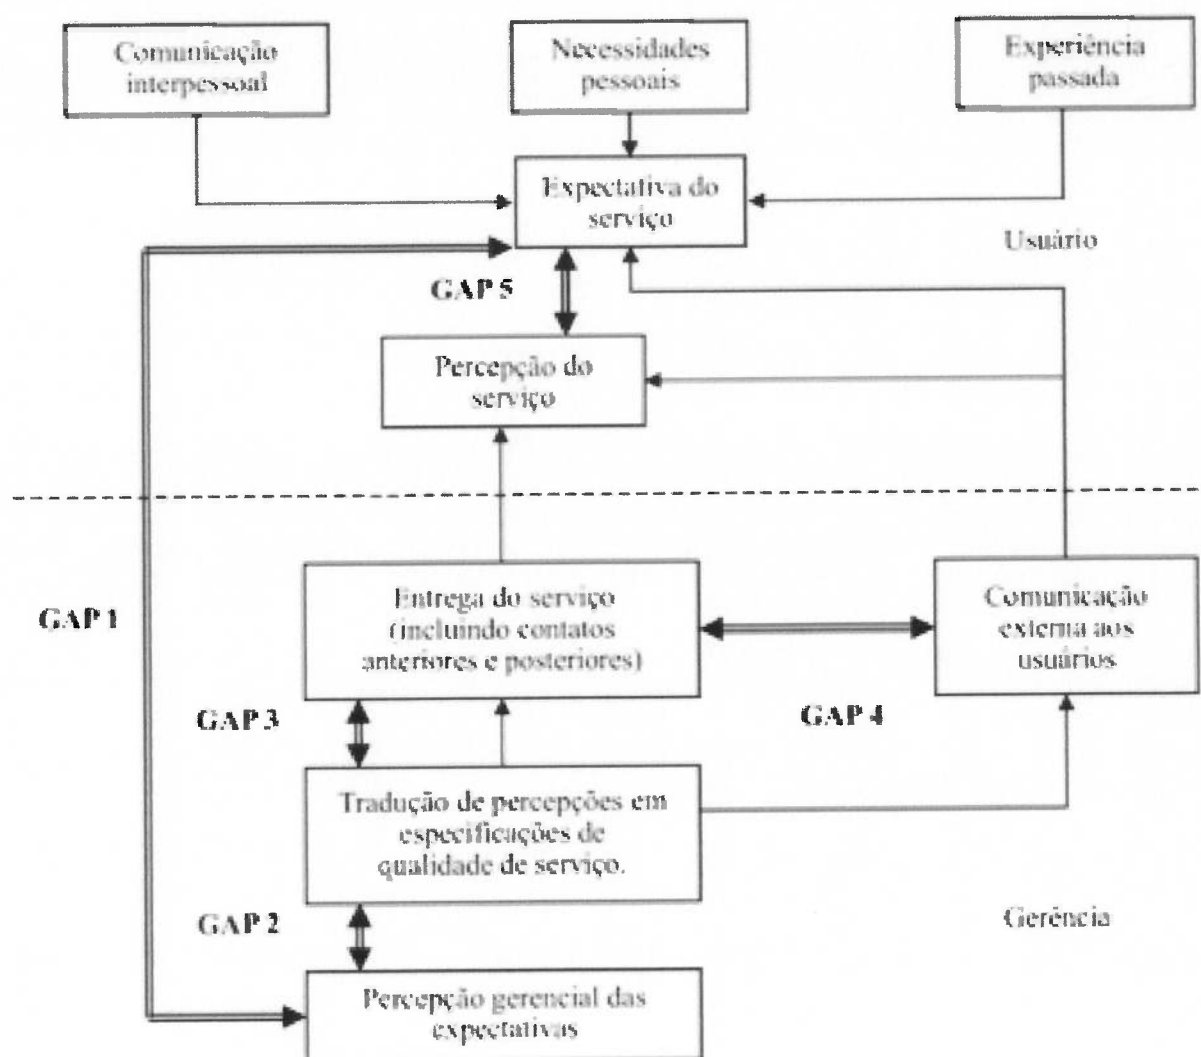 Comunicação
interpessoal
Necessidades
pessoais
Experiência
passada
Expectativa do
serviço
Usuário
GAP 5
Percepção do
serviço
GAP 1
Entrega do serviço
(incluindo contatos
anteriores e posteriores)
Comunicação
externa aos
usuários
GAP 3
GAP 4
Tradução de percepções em
especificações de
qualidade de serviço.
GAP 2
Gerência
Percepção gerencial das
expectativas